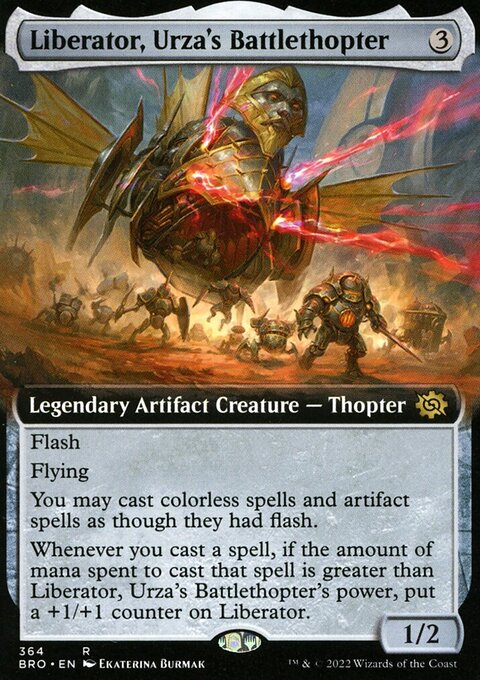 Liberator, Urza's Battlethopter 3
Legendary Artifact Creature — Thopter
Flash
Flying
You may cast colorless spells and artifact
spells as though they had flash.
Whenever you cast a spell, if the amount of
mana spent to cast that spell is greater than
Liberator, Urza's Battlethopter's power, put
a +1/+1 counter on Liberator.
1/2
364 R
BRO • EN Ekaterina Burmak ™ & © 2022 Wizards of the Coast